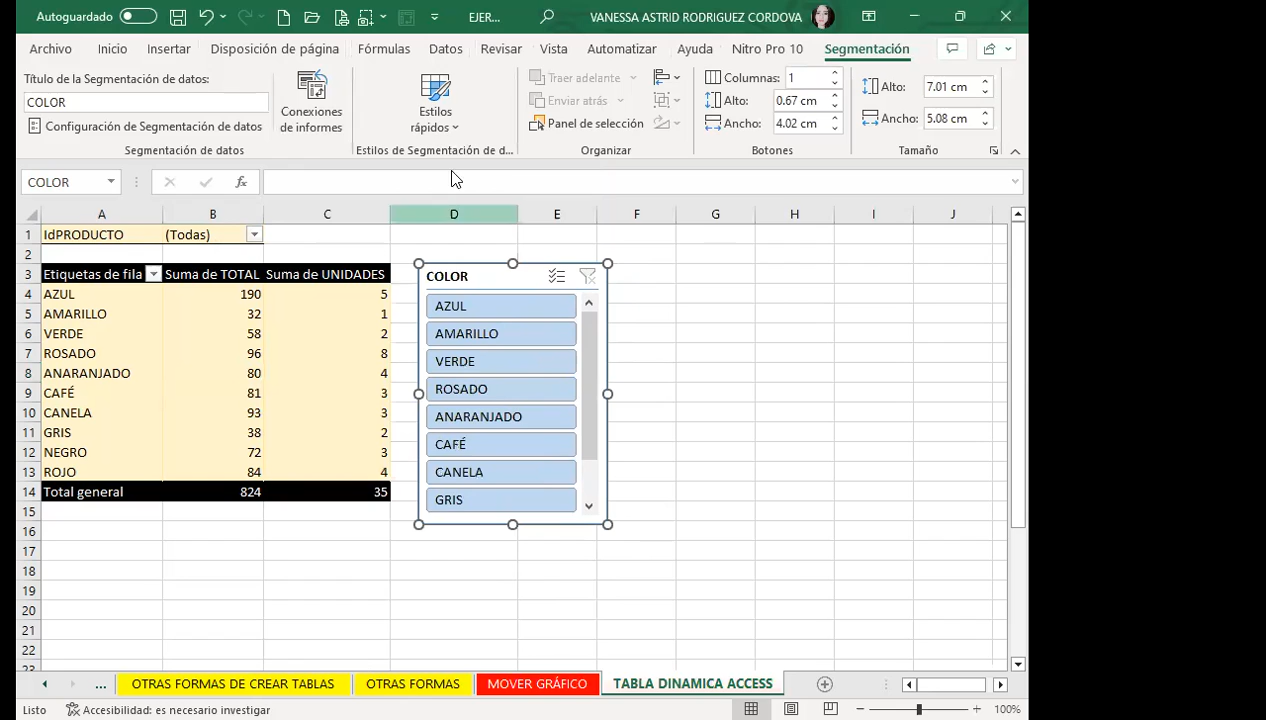 Autoguardado
EJER...
VANESSA ASTRID RODRIGUEZ CORDOVA
Archivo Inicio Insertar Disposición de página Fórmulas Datos Revisar Vista Automatizar Ayuda Nitro Pro 10 Segmentación
Título de la Segmentación de datos:
COLOR
Configuración de Segmentación de datos
Segmentación de datos
Conexiones
de informes
Estilos
rápidos
Estilos de Segmentación de d...
Traer adelante
Enviar atrás
Panel de selección
Organizar
Columnas: 1
Alto: 0.67 cm
Ancho: 4.02 cm
Botones
Alto: 7.01 cm
Ancho: 5.08 cm
Tamaño
COLOR fx
A B C D E F G H I J
1 IdPRODUCTO (Todas)
2
3 Etiquetas de fila Suma de TOTAL Suma de UNIDADES
4 AZUL 190 5
5 AMARILLO 32 1
6 VERDE 58 2
7 ROSADO 96 8
8 ANARANJADO 80 4
9 CAFÉ 81 3
10 CANELA 93 3
11 GRIS 38 2
12 NEGRO 72 3
13 ROJO 84 4
14 Total general 824 35
15
16
17
18
19
20
21
22
23
COLOR
AZUL
AMARILLO
VERDE
ROSADO
ANARANJADO
CAFÉ
CANELA
GRIS
... OTRAS FORMAS DE CREAR TABLAS OTRAS FORMAS MOVER GRÁFICO TABLA DINAMICA ACCESS
Listo Accesibilidad: es necesario investigar 100%